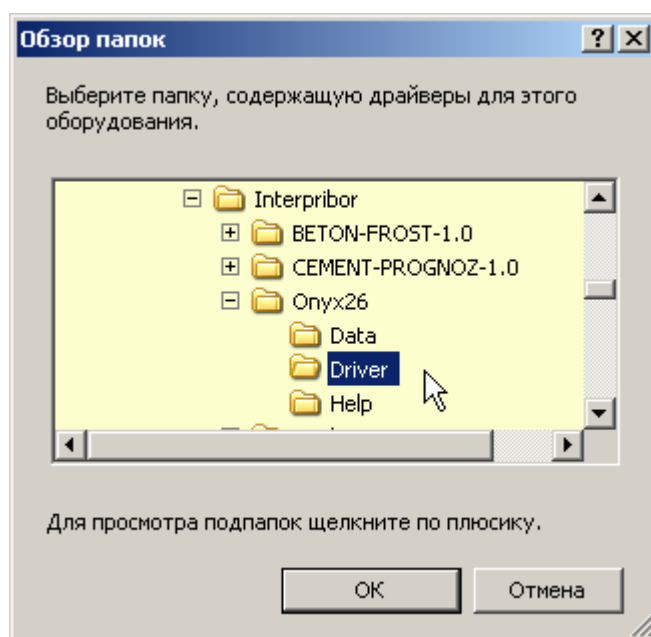 Обзор папок
Выберите папку, содержащую драйверы для этого
оборудования.
Interpribor
BETON-FROST-1.0
CEMENT-PROGNOZ-1.0
Onyx26
Data
Driver
Help
Для просмотра подпапок щелкните по плюсику.
ОК
Отмена